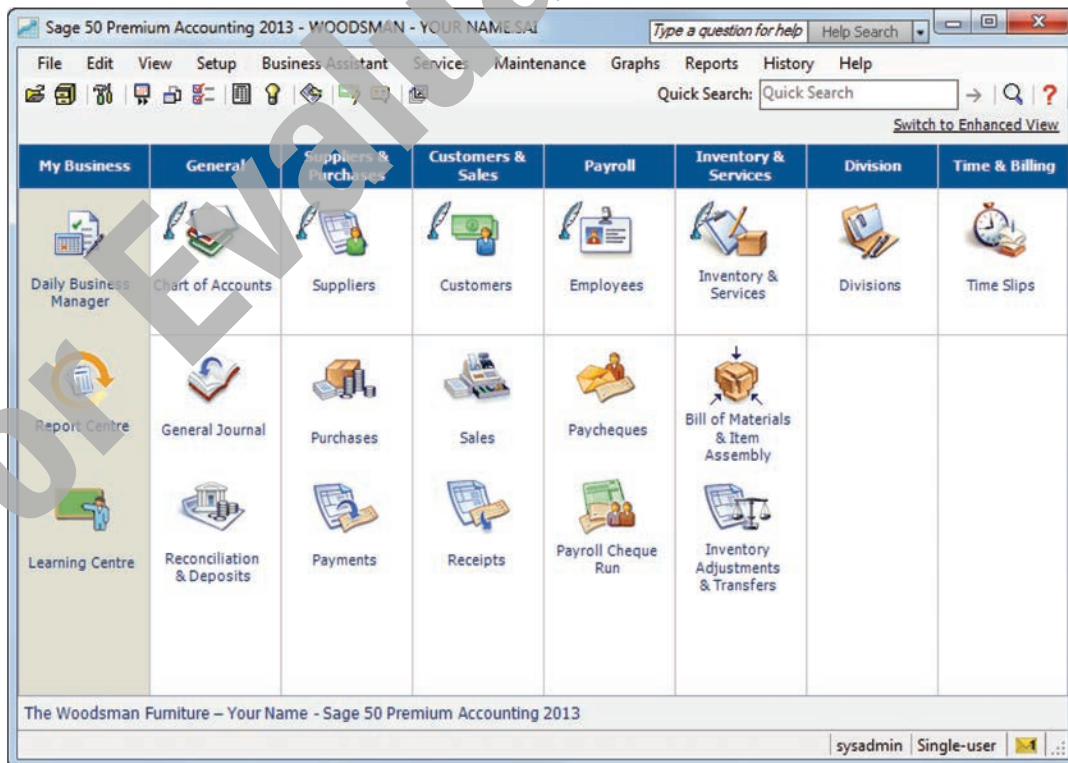 Sage 50 Premium Accounting 2013 - WOODSMAN - YOUR NAME.SAI
Type a question for help
Help Search
File Edit View Setup Business Assistant Services Maintenance Graphs Reports History Help
Quick Search: Quick Search
Switch to Enhanced View
My Business
General
Suppliers &
Purchases
Customers &
Sales
Payroll
Inventory &
Services
Division
Time & Billing
Daily Business
Manager
Chart of Accounts
Suppliers
Customers
Employees
Inventory &
Services
Divisions
Time Slips
Report Centre
General Journal
Purchases
Sales
Paycheques
Bill of Materials
& Item
Assembly
Learning Centre
Reconciliation
& Deposits
Payments
Receipts
Payroll Cheque
Run
Inventory
Adjustments
& Transfers
The Woodsman Furniture – Your Name - Sage 50 Premium Accounting 2013
sysadmin Single-user 1
or Evalua